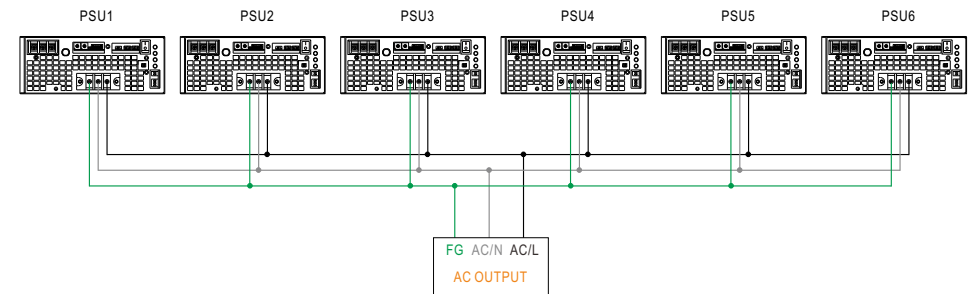 PSU1 PSU2 PSU3 PSU4 PSU5 PSU6
FG AC/N AC/L
AC OUTPUT